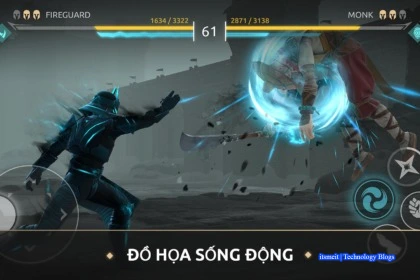 FIREGUARD
1634 / 3322
2871 / 3138
MONK
61
ĐỒ HỌA SỐNG ĐỘNG
itsmeit | Technology Blogs